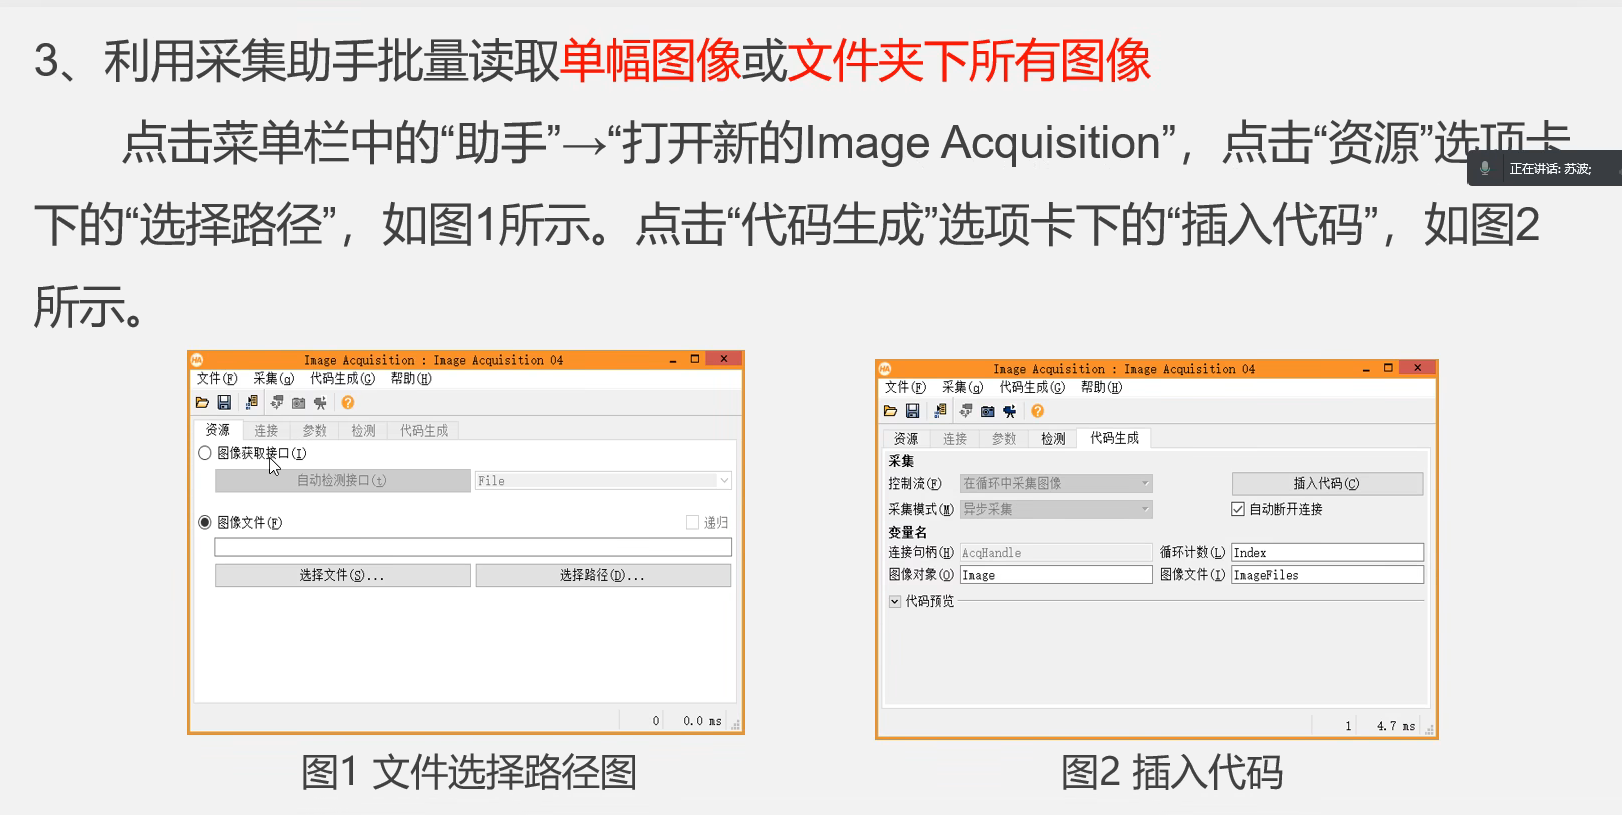 3、利用采集助手批量读取单幅图像或文件夹下所有图像
点击菜单栏中的“助手”→“打开新的Image Acquisition”，点击“资源”选项卡
正在讲话: 苏波;
下的“选择路径”，如图1所示。点击“代码生成”选项卡下的“插入代码”，如图2
所示。
Image Acquisition : Image Acquisition 04
文件(F) 采集(q) 代码生成(G) 帮助(H)
资源 连接 参数 检测 代码生成
图像获取接口(I)
自动检测接口(t) File
图像文件(F) 递归
选择文件(S)... 选择路径(D)...
0 0.0 ms
图1 文件选择路径图
Image Acquisition : Image Acquisition 04
文件(F) 采集(q) 代码生成(G) 帮助(H)
资源 连接 参数 检测 代码生成
采集
控制流(F) 在循环中采集图像 插入代码(C)
采集模式(M) 异步采集 自动断开连接
变量名
连接句柄(H) AcqHandle 循环计数(L) Index
图像对象(O) Image 图像文件(I) ImageFiles
代码预览
1 4.7 ms
图2 插入代码